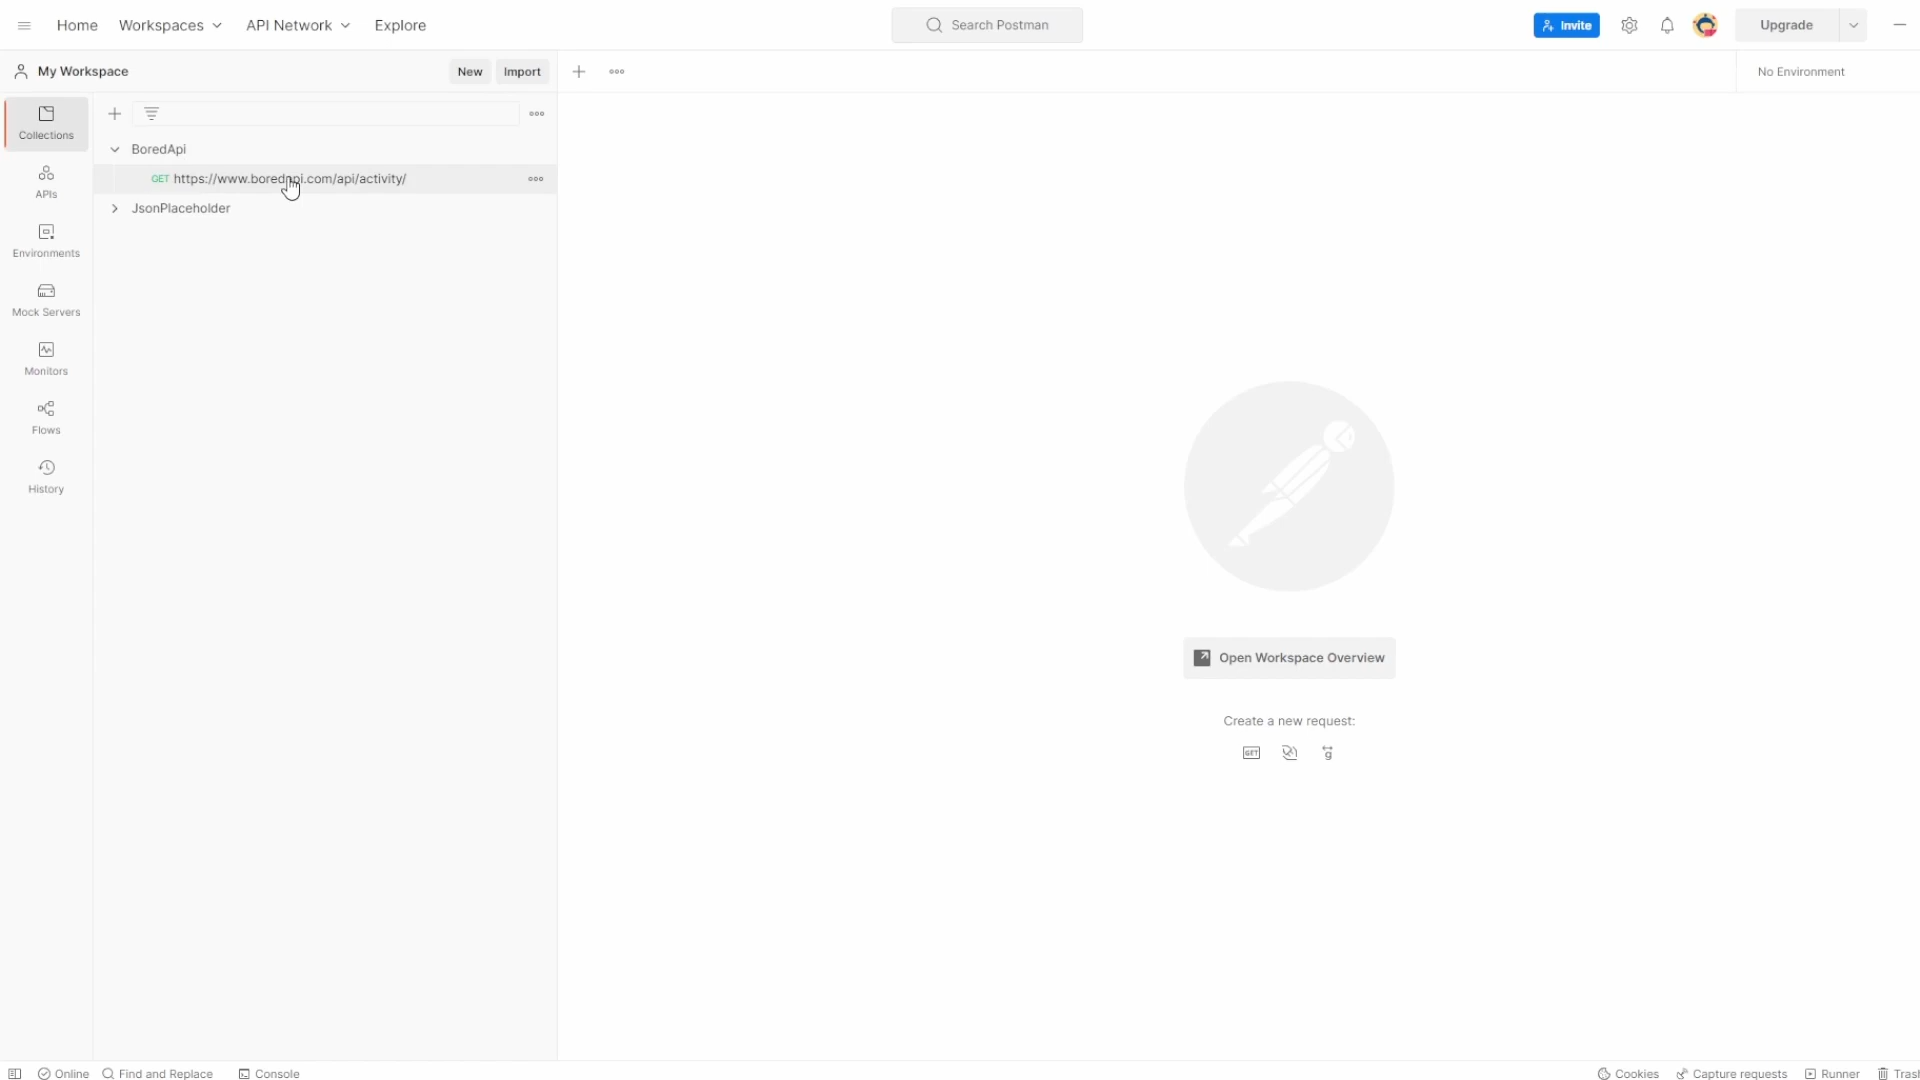 Home
Workspaces
API Network
Explore
Search Postman
Invite
Upgrade
My Workspace
New
Import
No Environment
Collections
APIs
Environments
Mock Servers
Monitors
Flows
History
BoredApi
GET https://www.boredapi.com/api/activity/
JsonPlaceholder
Open Workspace Overview
Create a new request:
GET
g
Online
Find and Replace
Console
Cookies
Capture requests
Runner
Tras